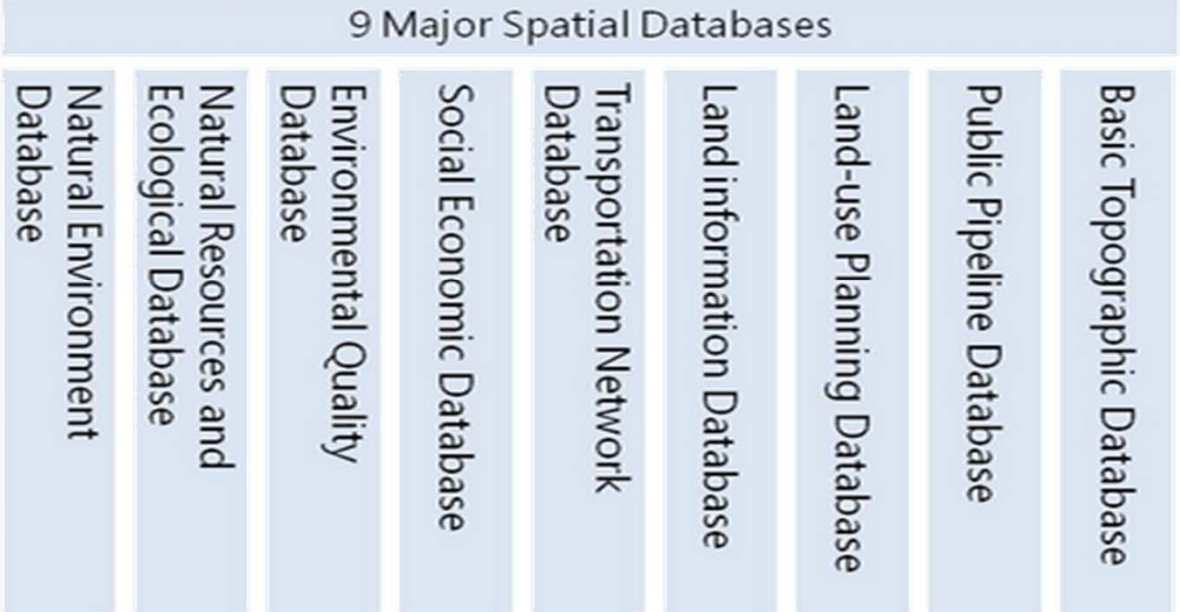 9 Major Spatial Databases
Natural Environment
Database
Natural Resources and
Ecological Database
Environmental Quality
Database
Social Economic Database
Transportation Network
Database
Land information Database
Land-use Planning Database
Public Pipeline Database
Basic Topographic Database